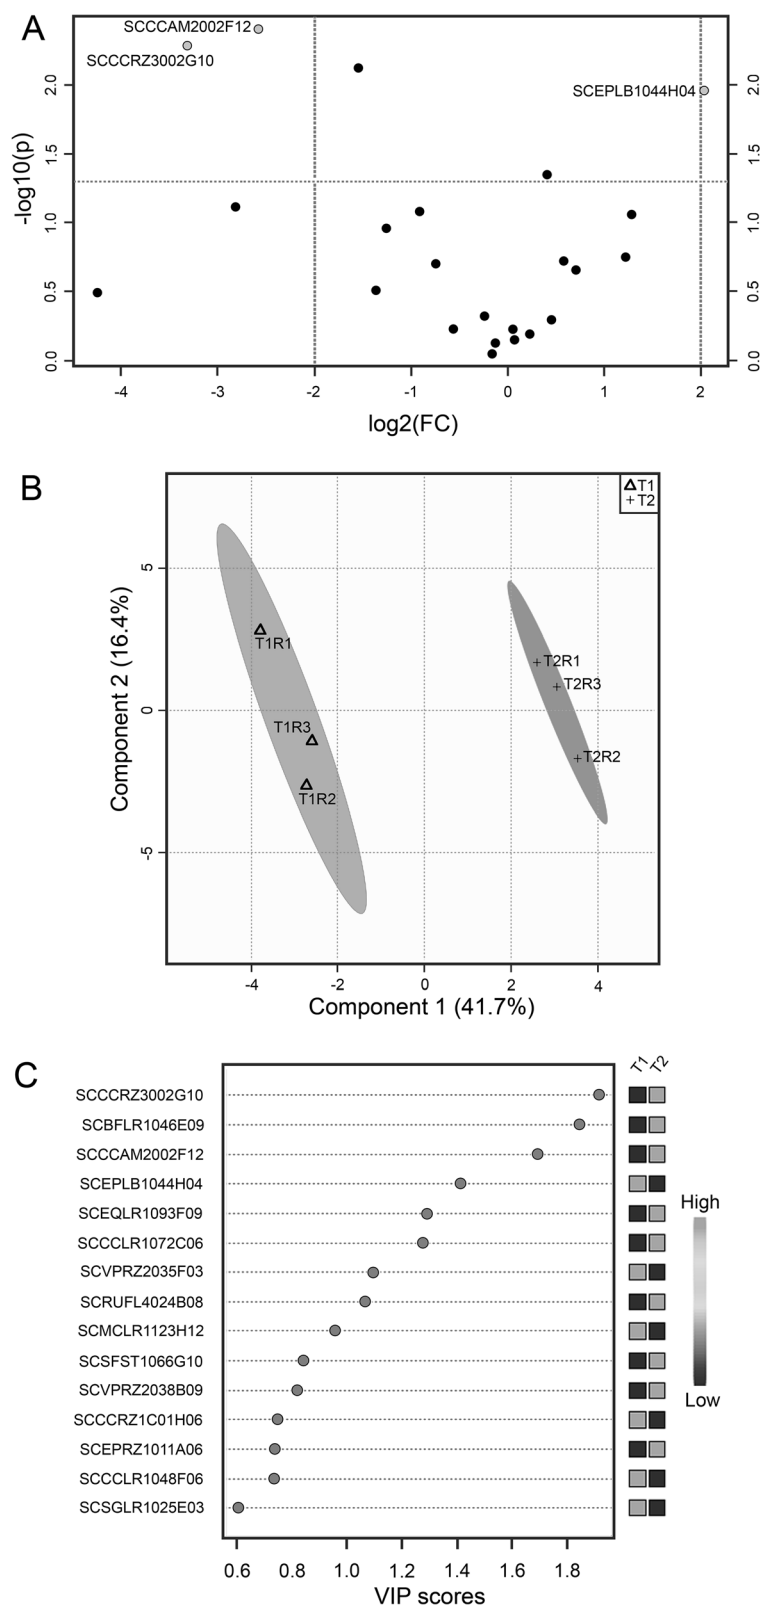 A
SCCCAM2002F12
SCCCRZ3002G10
SCEPLB1044H04
-log10(p)
2.0
1.5
1.0
0.5
0.0
2.0
1.5
1.0
0.5
0.0
-4 -3 -2 -1 0 1 2
log2(FC)
B
T1
T2
Component 2 (16.4%)
5
0
-5
T1R1
T1R3
T1R2
T2R1
T2R3
T2R2
-4 -2 0 2 4
Component 1 (41.7%)
C
T1 T2
SCCCRZ3002G10
SCBFLR1046E09
SCCCAM2002F12
SCEPLB1044H04
SCEQLR1093F09
SCCCLR1072C06
SCVPRZ2035F03
SCRUFL4024B08
SCMCLR1123H12
SCSFST1066G10
SCVPRZ2038B09
SCCCRZ1C01H06
SCEPRZ1011A06
SCCCLR1048F06
SCSGLR1025E03
High
Low
0.6 0.8 1.0 1.2 1.4 1.6 1.8
VIP scores